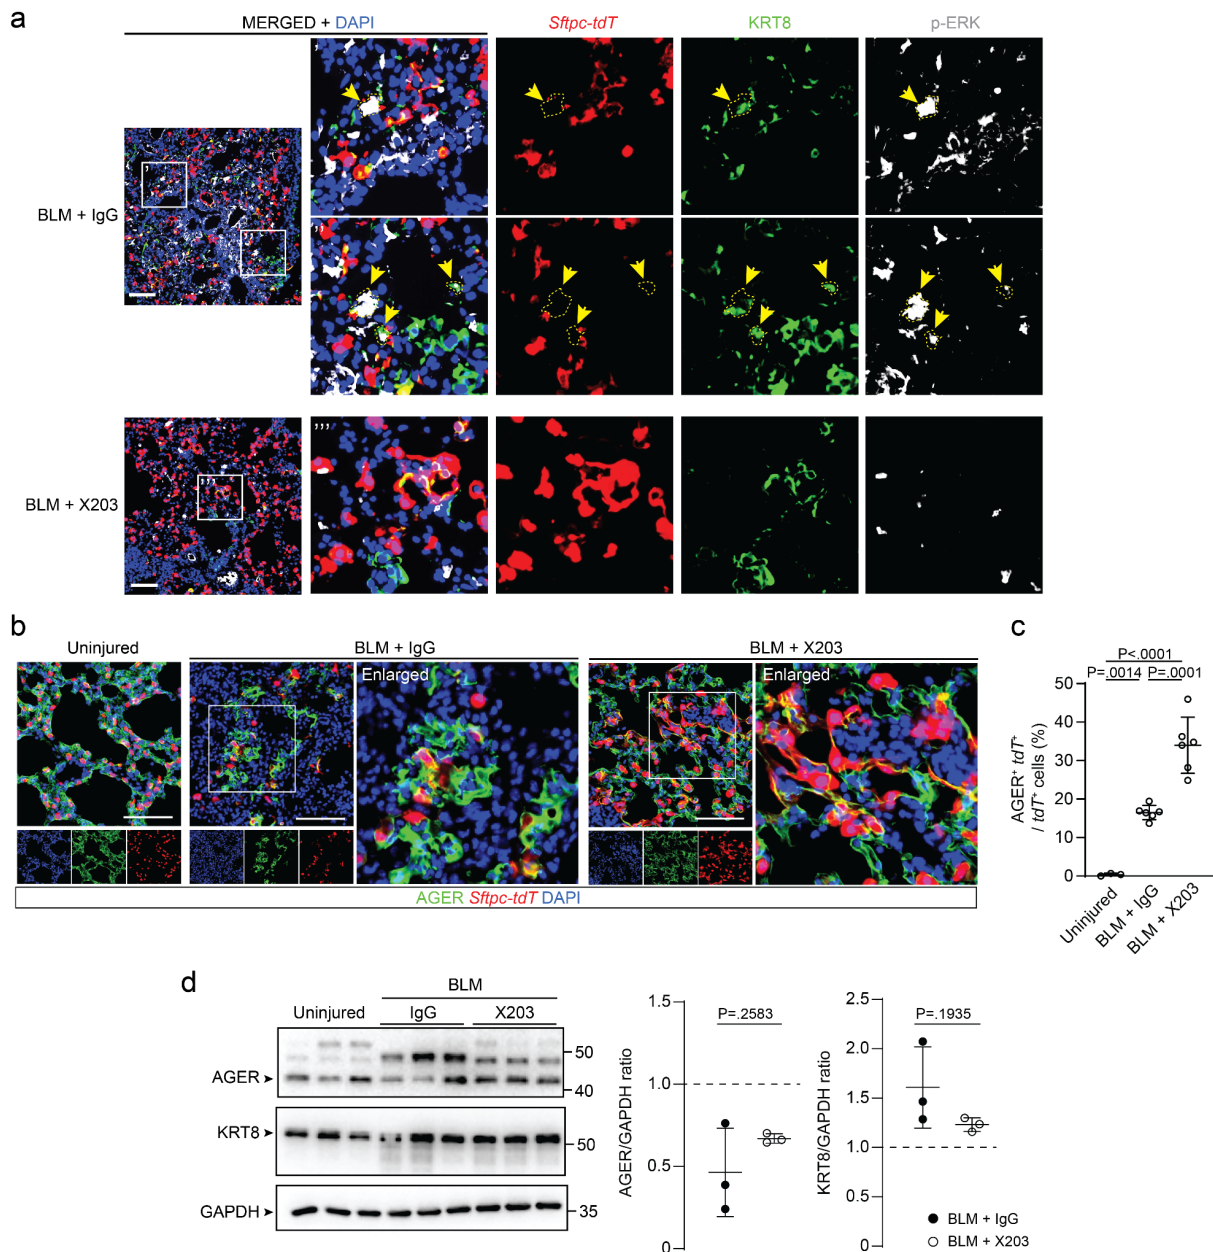 a
MERGED + DAPI
Sftpc-tdT
KRT8
p-ERK
BLM + IgG
’
’’
’’
BLM + X203
’’’
’’’
b
Uninjured
BLM + IgG
BLM + X203
Enlarged
Enlarged
AGER Sftpc-tdT DAPI
c
P<.0001
P=.0014 P=.0001
50
40
30
20
10
0
AGER⁺ tdT⁺
/ tdT⁺ cells (%)
Uninjured
BLM + IgG
BLM + X203
d
BLM
Uninjured
IgG
X203
AGER
50
40
KRT8
50
GAPDH
35
AGER/GAPDH ratio
1.5
1.0
0.5
0
P=.2583
KRT8/GAPDH ratio
2.5
2.0
1.5
1.0
0.5
0
P=.1935
BLM + IgG
BLM + X203